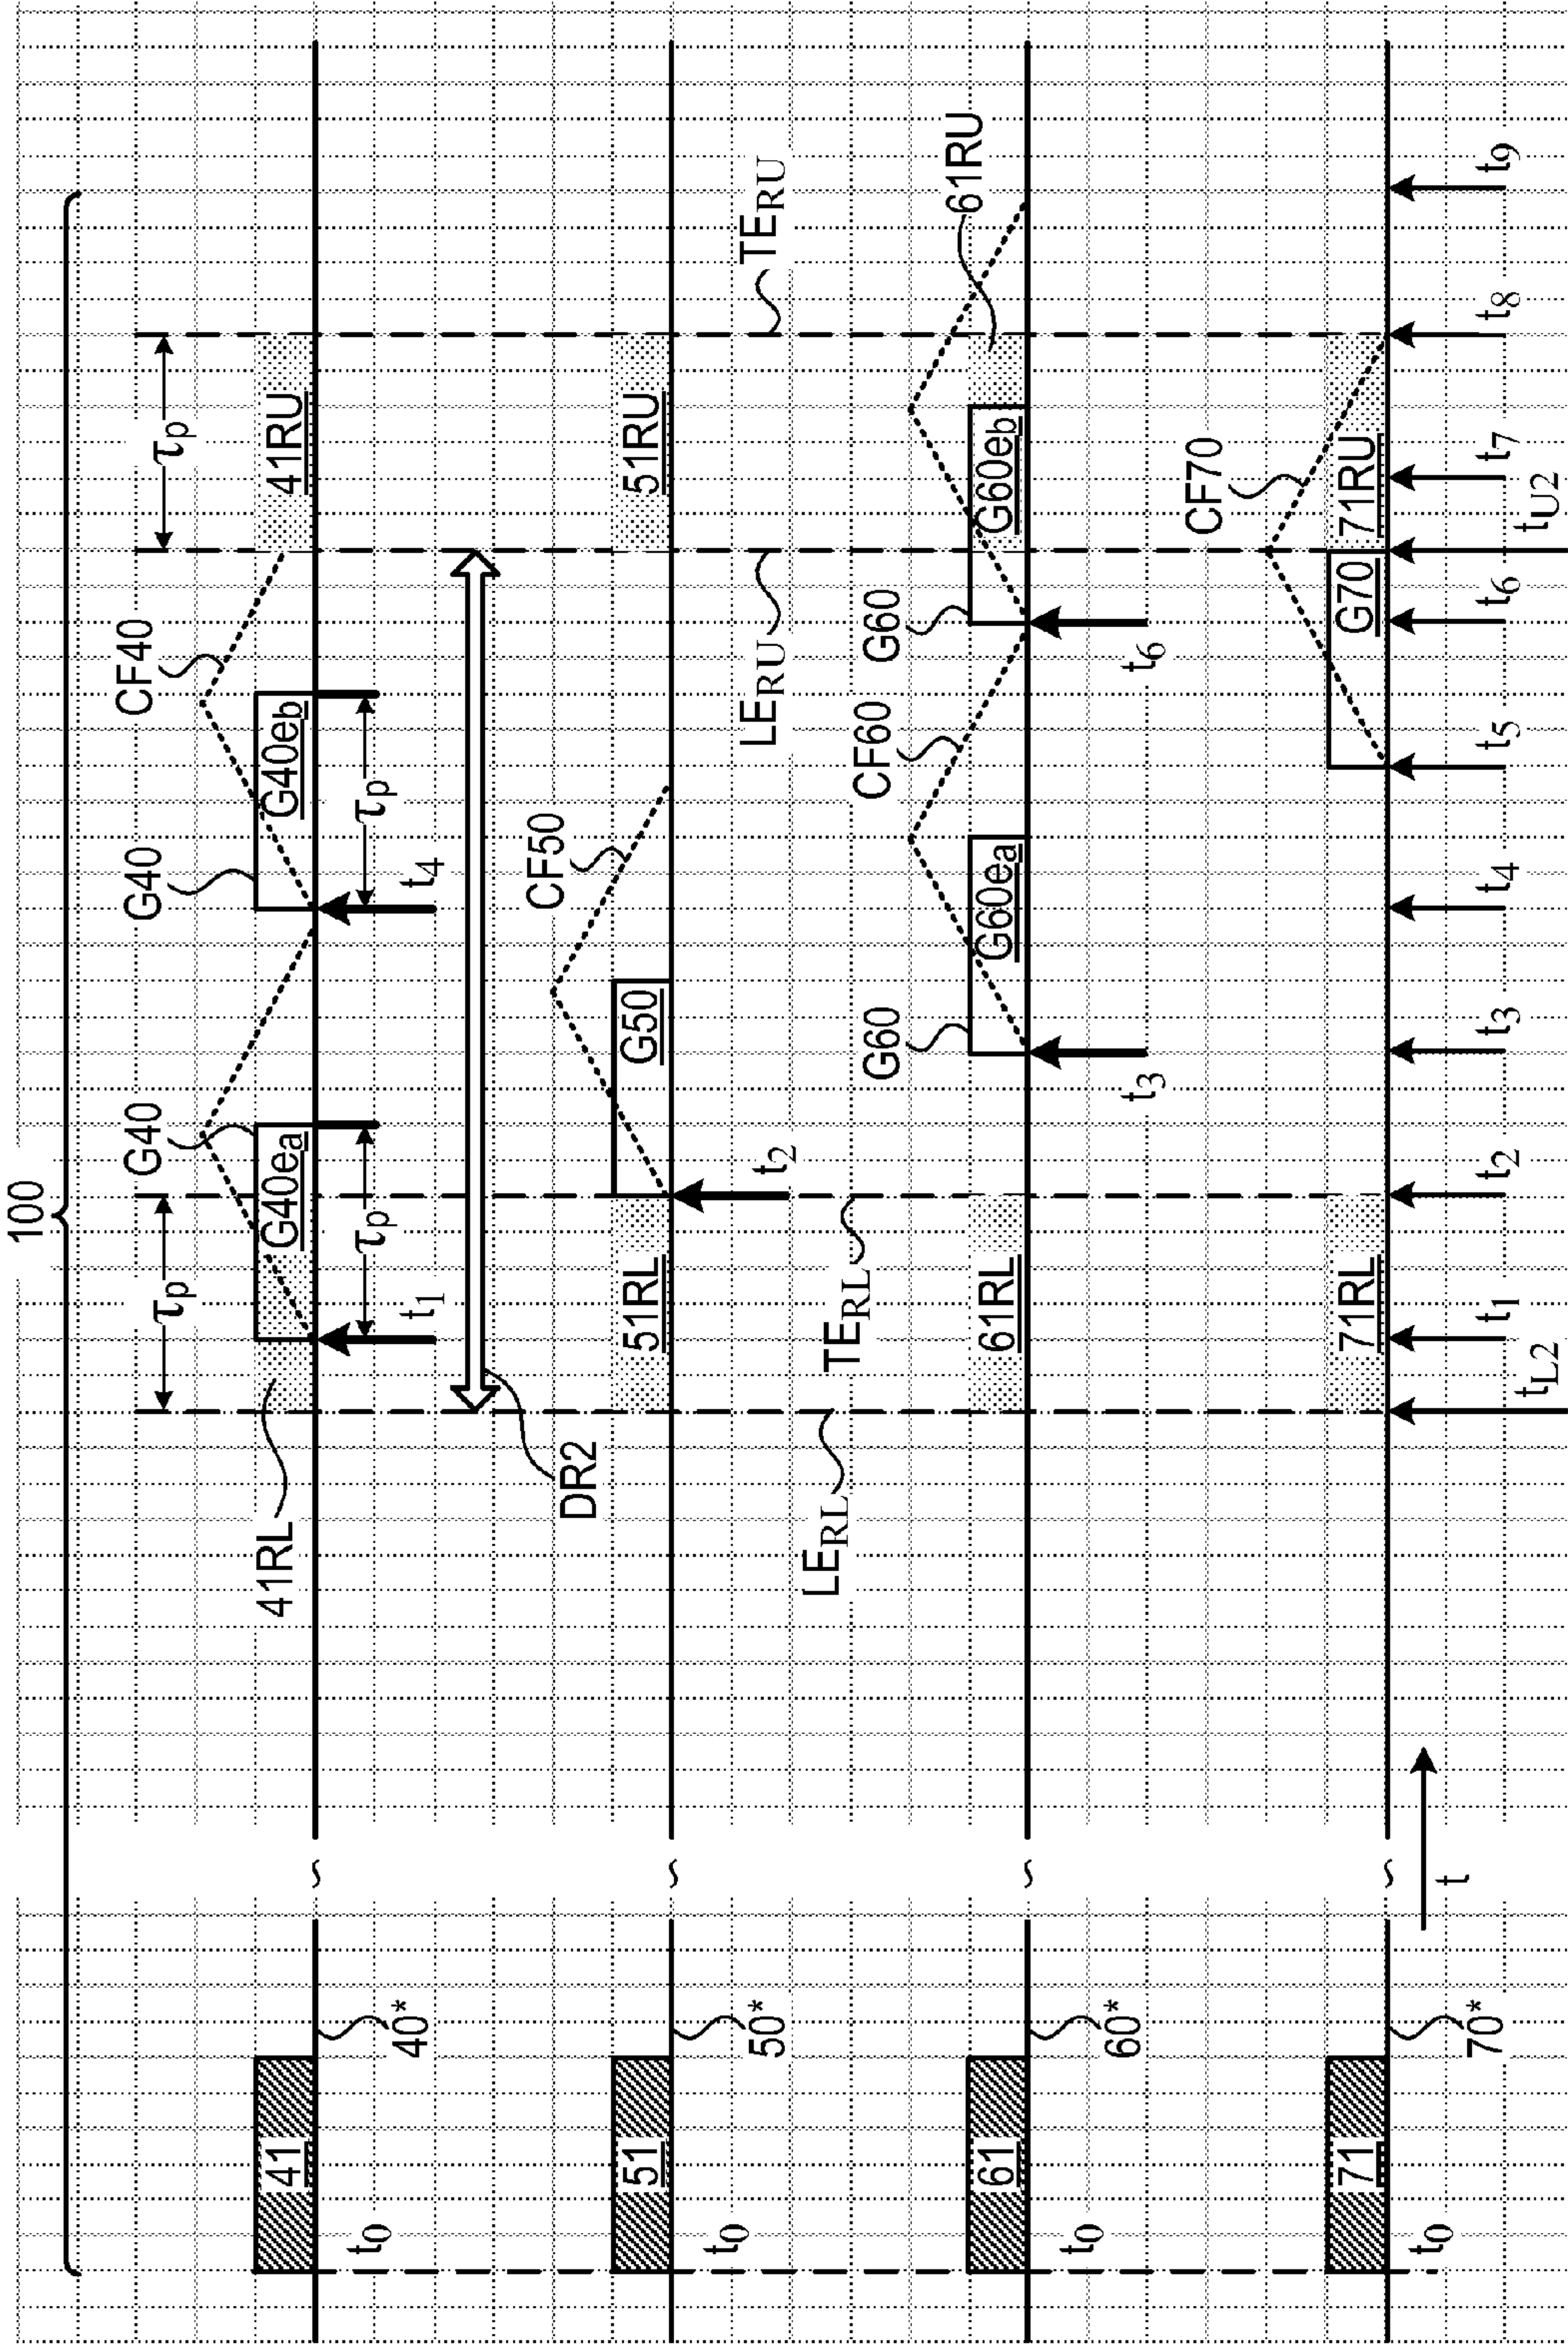 100
τp
τp
G40
G40
CF40
41
41RL
G40ea
G40eb
41RU
t0
40*
t1
τp
t4
τp
DR2
CF50
51
51RL
G50
51RU
t0
50*
t2
LERL
TERL
LERU
TERU
G60
CF60
G60
61RU
61
61RL
G60ea
G60eb
t0
60*
t3
t6
CF70
71
71RL
G70
71RU
t0
70*
t
tL2
t1
t2
t3
t4
t5
t6
tU2
t7
t8
t9